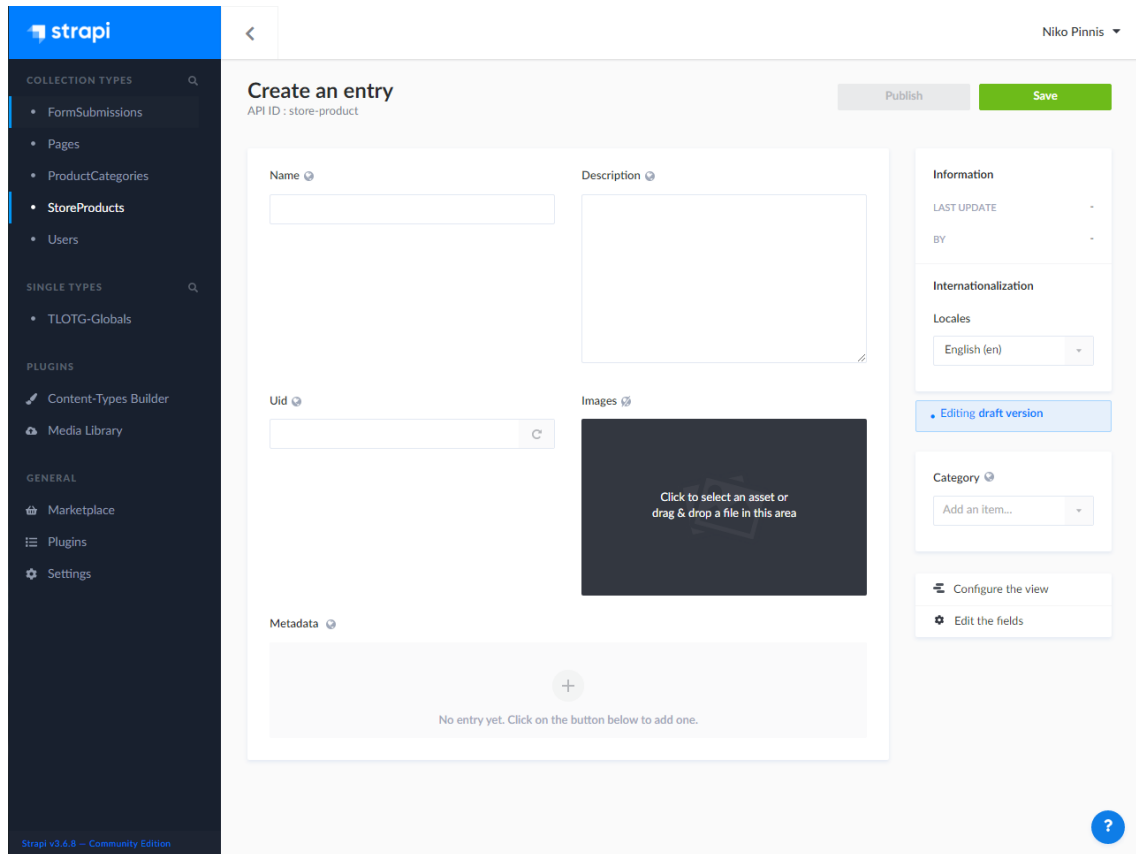 strapi
Niko Pinnis
COLLECTION TYPES
FormSubmissions
Pages
ProductCategories
StoreProducts
Users
SINGLE TYPES
TLOTG-Globals
PLUGINS
Content-Types Builder
Media Library
GENERAL
Marketplace
Plugins
Settings
Strapi v3.6.8 — Community Edition
Create an entry
API ID : store-product
Publish
Save
Name
Description
Uid
Images
Click to select an asset or
drag & drop a file in this area
Metadata
+
No entry yet. Click on the button below to add one.
Information
LAST UPDATE -
BY -
Internationalization
Locales
English (en)
• Editing draft version
Category
Add an item...
Configure the view
Edit the fields
?